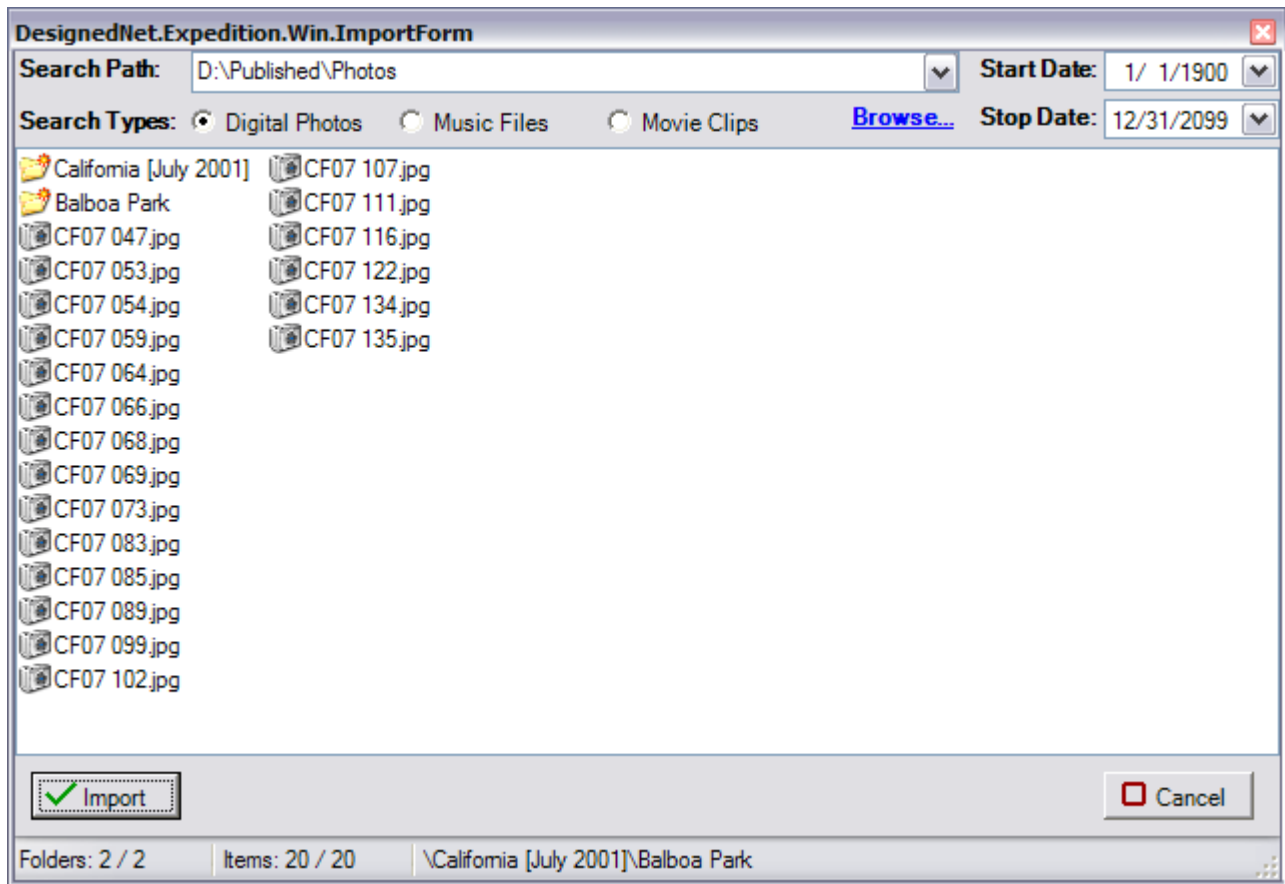 DesignedNet.Expedition.Win.ImportForm
Search Path: D:\Published\Photos Start Date: 1/ 1/1900
Search Types: Digital Photos Music Files Movie Clips Browse... Stop Date: 12/31/2099
California [July 2001] CF07 107.jpg
Balboa Park CF07 111.jpg
CF07 047.jpg CF07 116.jpg
CF07 053.jpg CF07 122.jpg
CF07 054.jpg CF07 134.jpg
CF07 059.jpg CF07 135.jpg
CF07 064.jpg
CF07 066.jpg
CF07 068.jpg
CF07 069.jpg
CF07 073.jpg
CF07 083.jpg
CF07 085.jpg
CF07 089.jpg
CF07 099.jpg
CF07 102.jpg
Import Cancel
Folders: 2 / 2 Items: 20 / 20 \California [July 2001]\Balboa Park